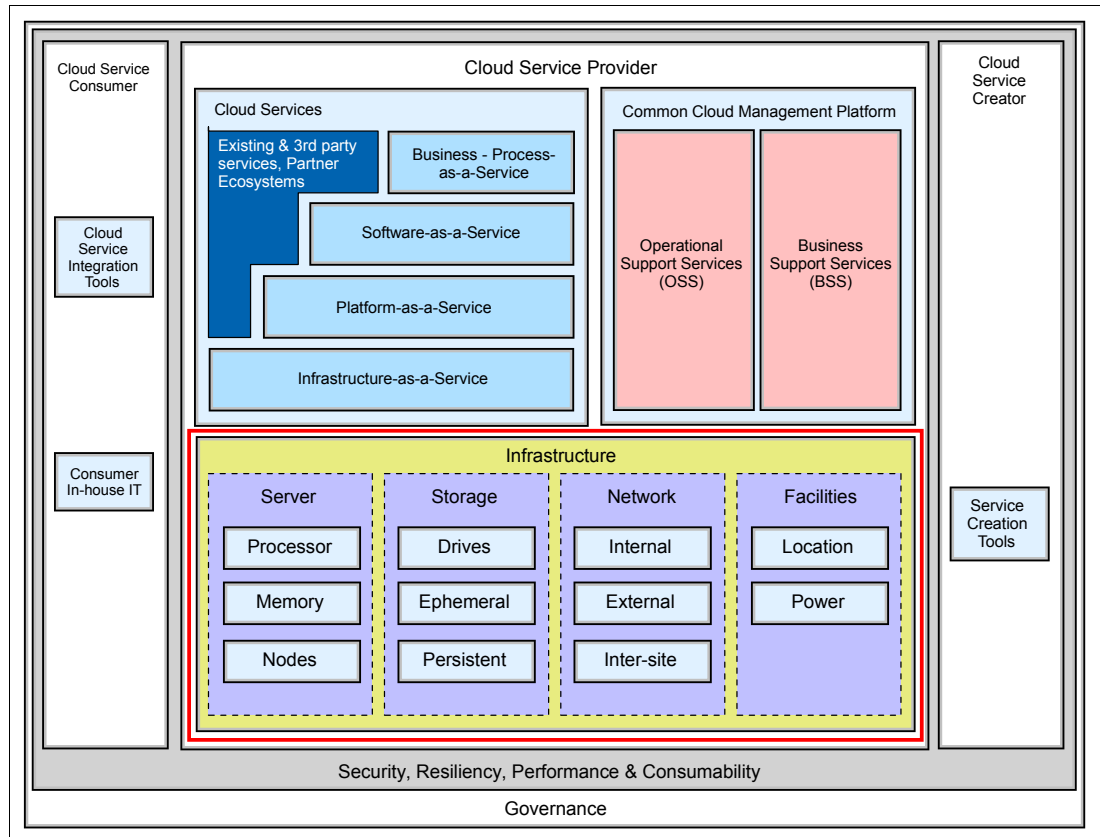 Cloud Service
Consumer
Cloud
Service
Integration
Tools
Consumer
In-house IT
Cloud Service Provider
Cloud Services
Existing & 3rd party
services, Partner
Ecosystems
Business - Process-
as-a-Service
Software-as-a-Service
Platform-as-a-Service
Infrastructure-as-a-Service
Common Cloud Management Platform
Operational
Support Services
(OSS)
Business
Support Services
(BSS)
Infrastructure
Server
Processor
Memory
Nodes
Storage
Drives
Ephemeral
Persistent
Network
Internal
External
Inter-site
Facilities
Location
Power
Cloud
Service
Creator
Service
Creation
Tools
Security, Resiliency, Performance & Consumability
Governance